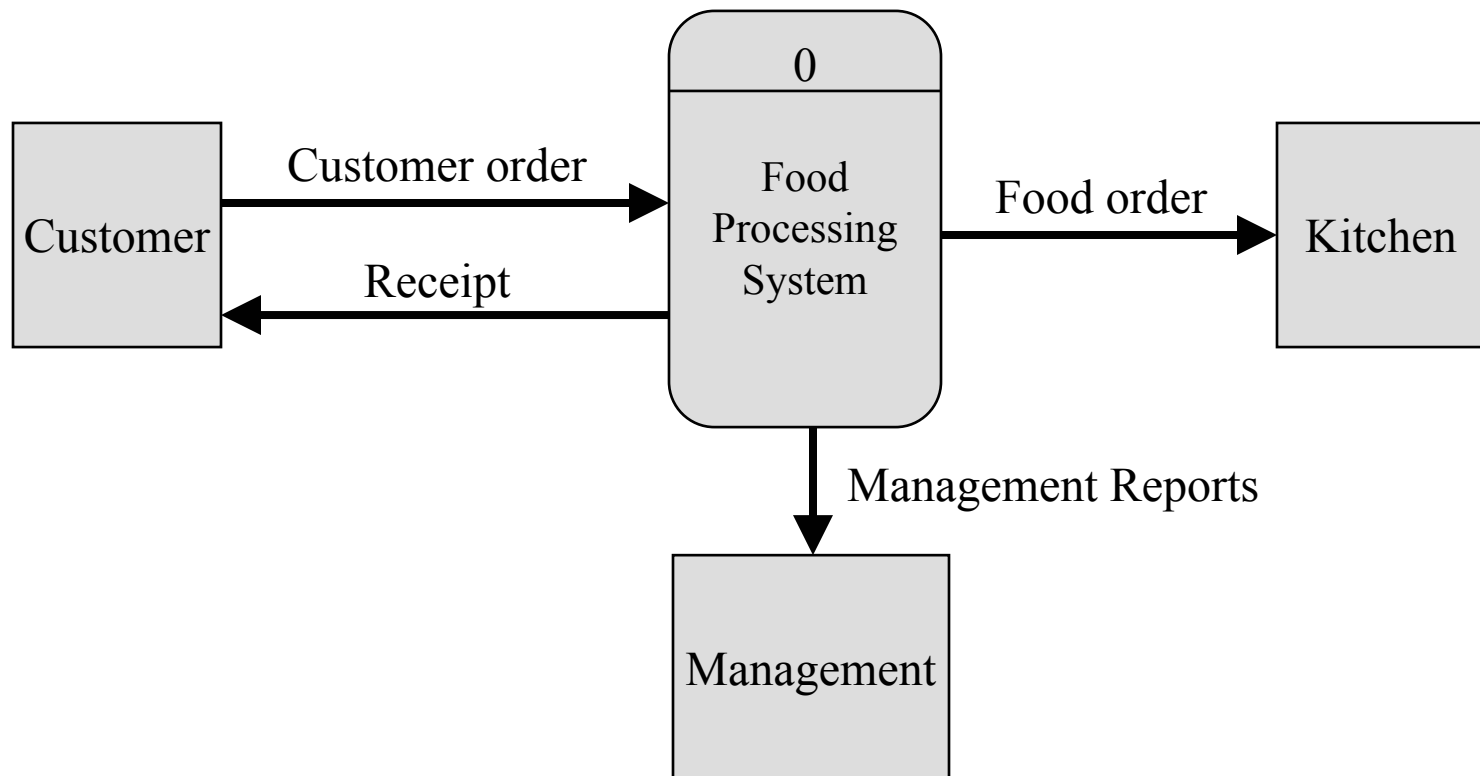 0
Customer order
Food
Processing
System
Food order
Customer
Kitchen
Receipt
Management Reports
Management